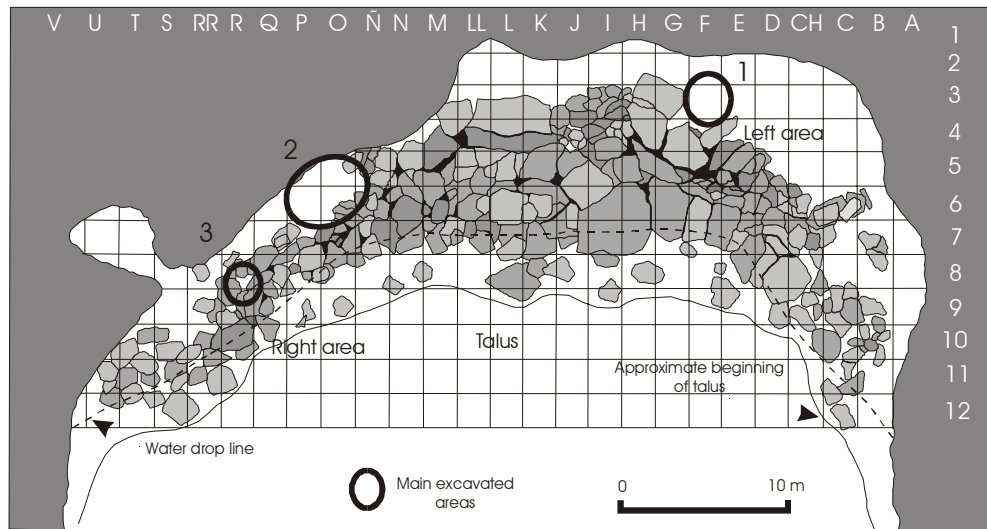 V U T S RR R Q P O Ñ N M LL L K J I H G F E D CH C B A
1
2
3
4
5
6
7
8
9
10
11
12
1
Left area
2
3
Right area
Talus
Approximate beginning
of talus
Water drop line
Main excavated
areas
0 10 m